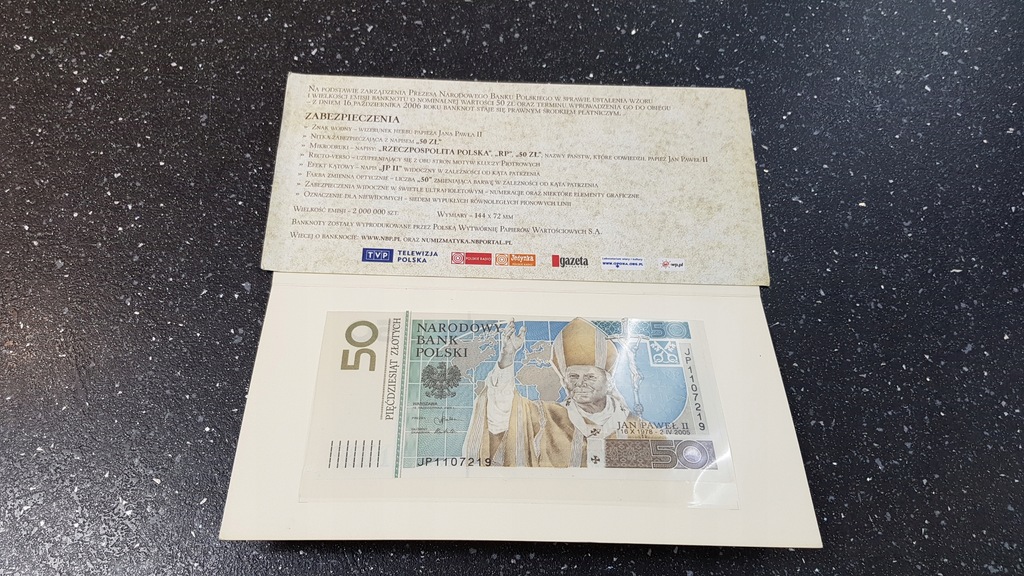 NA PODSTAWIE ZARZĄDZENIA PREZESA NARODOWEGO BANKU POLSKIEGO W SPRAWIE USTALENIA WZORU
I WIELKOŚCI EMISJI BANKNOTU O NOMINALNEJ WARTOŚCI 50 ZŁ ORAZ TERMINU WPROWADZENIA GO DO OBIEGU
– Z DNIEM 16 PAŹDZIERNIKA 2006 ROKU BANKNOT STAJE SIĘ PRAWNYM ŚRODKIEM PŁATNICZYM.
ZABEZPIECZENIA
➢ ZNAK WODNY – WIZERUNEK HERBU PAPIEŻA JANA PAWŁA II
➢ NITKA ZABEZPIECZAJĄCA Z NAPISEM „50 ZŁ”
➢ MIKRODRUKI – NAPISY: „RZECZPOSPOLITA POLSKA”, „RP”, „50 ZŁ”, NAZWY PAŃSTW, KTÓRE ODWIEDZIŁ PAPIEŻ JAN PAWEŁ II
➢ RECTO-VERSO – UZUPEŁNIAJĄCY SIĘ Z OBU STRON MOTYW KLUCZY PIOTROWYCH
➢ EFEKT KĄTOWY – NAPIS „JP II” WIDOCZNY W ZALEŻNOŚCI OD KĄTA PATRZENIA
➢ FARBA ZMIENNA OPTYCZNIE – LICZBA „50” ZMIENIAJĄCA BARWĘ W ZALEŻNOŚCI OD KĄTA PATRZENIA
➢ ZABEZPIECZENIA WIDOCZNE W ŚWIETLE ULTRAFIOLETOWYM – NUMERACJE ORAZ NIEKTÓRE ELEMENTY GRAFICZNE
➢ OZNACZENIE DLA NIEWIDOMYCH – SIEDEM WYPUKŁYCH RÓWNOLEGŁYCH PIONOWYCH LINII
WIELKOŚĆ EMISJI – 2 000 000 SZT. WYMIARY – 144 X 72 MM
BANKNOTY ZOSTAŁY WYPRODUKOWANE PRZEZ POLSKĄ WYTWÓRNIĘ PAPIERÓW WARTOŚCIOWYCH S.A.
WIĘCEJ O BANKNOCIE: WWW.NBP.PL ORAZ NUMIZMATYKA.NBPORTAL.PL
TVP TELEWIZJA
POLSKA
POLSKIE RADIO
Jedynka
gazeta
WWW.OPOKA.ORG.PL
wp.pl
50
PIĘĆDZIESIĄT ZŁOTYCH
NARODOWY
BANK
POLSKI
WARSZAWA
50
JP1107219
JAN PAWEŁ II
16 X 1978 - 2 IV 2005
JP1107219
50